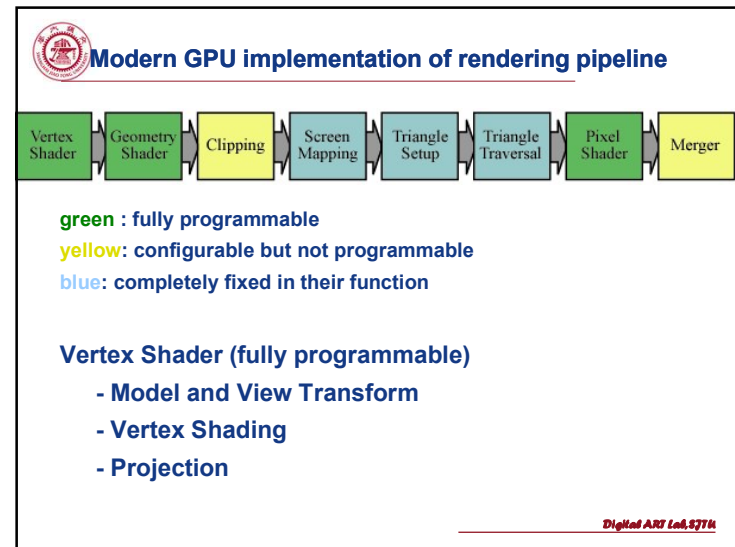 Modern GPU implementation of rendering pipeline
Vertex Shader
Geometry Shader
Clipping
Screen Mapping
Triangle Setup
Triangle Traversal
Pixel Shader
Merger
green : fully programmable
yellow: configurable but not programmable
blue: completely fixed in their function
Vertex Shader (fully programmable)
- Model and View Transform
- Vertex Shading
- Projection
Digital ART Lab,SJTU